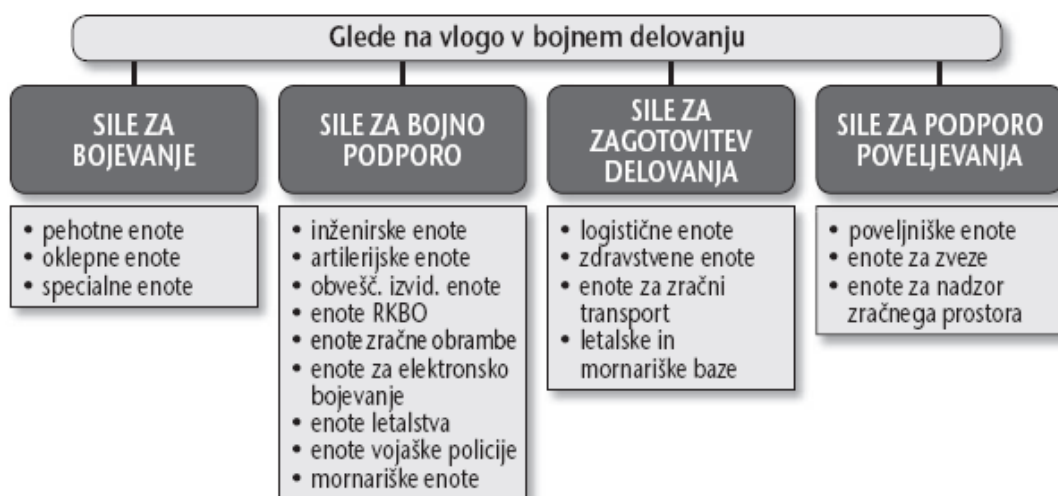 Glede na vlogo v bojnem delovanju
SILE ZA
BOJEVANJE
• pehotne enote
• oklepne enote
• specialne enote
SILE ZA BOJNO
PODPORO
• inženirske enote
• artilerijske enote
• obvešč. izvid. enote
• enote RKBO
• enote zračne obrambe
• enote za elektronsko
bojevanje
• enote letalstva
• enote vojaške policije
• mornariške enote
SILE ZA
ZAGOTOVITEV
DELOVANJA
• logistične enote
• zdravstvene enote
• enote za zračni
transport
• letalske in
mornariške baze
SILE ZA PODPORO
POVELJEVANJA
• poveljniške enote
• enote za zveze
• enote za nadzor
zračnega prostora